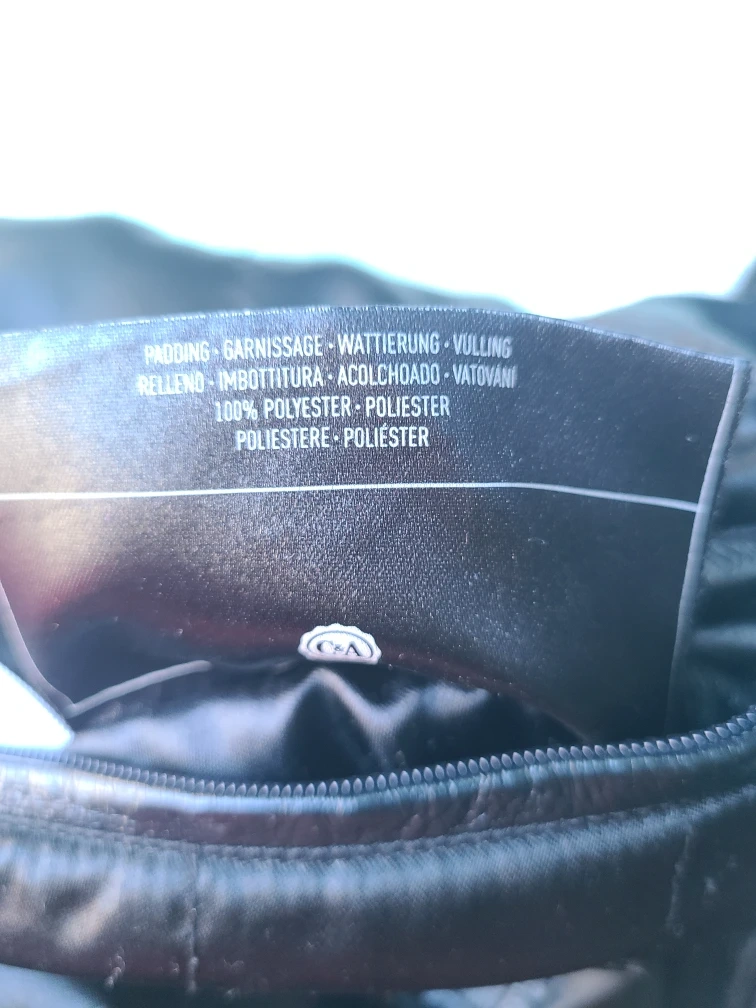 PADDING · GARNISSAGE · WATTIERUNG · VULLING
RELLENO · IMBOTTITURA · ACOLCHOADO · VATOVÁNÍ
100% POLYESTER · POLIESTER
POLIESTERE · POLIÉSTER
C&A